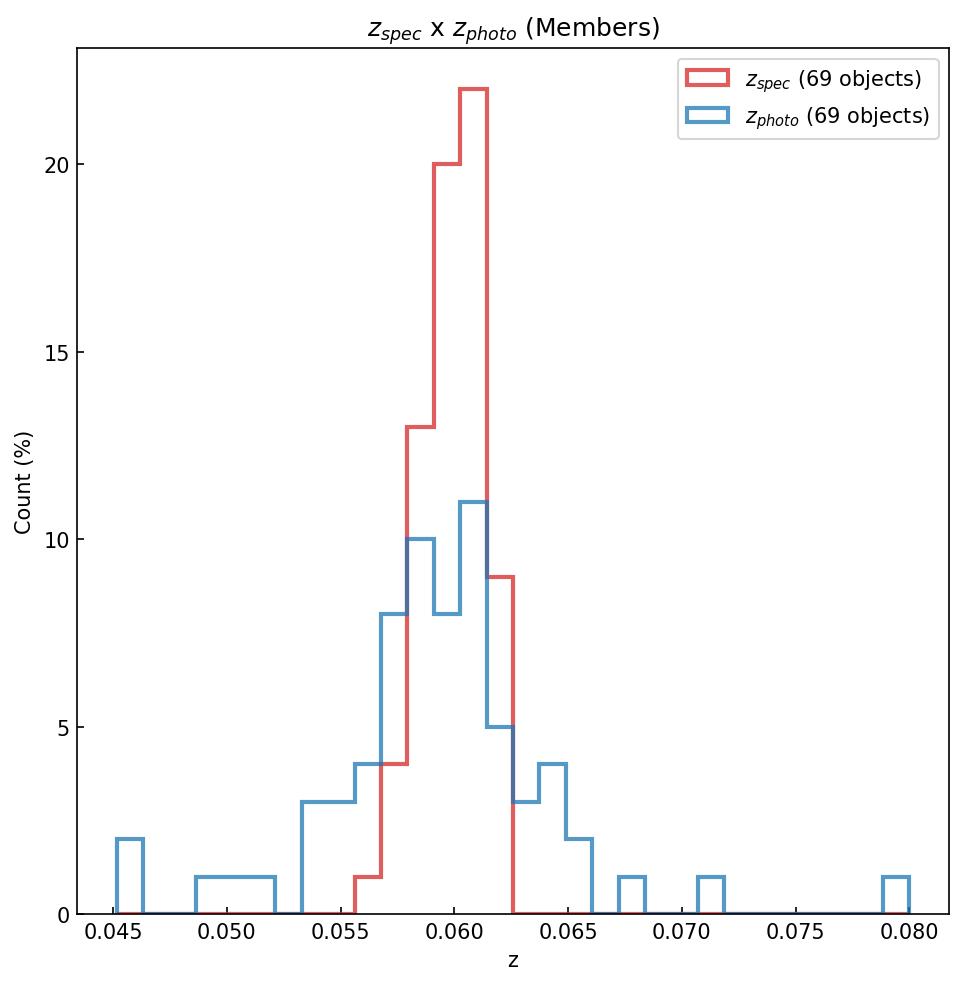 z_spec x z_photo (Members)
z_spec (69 objects)
z_photo (69 objects)
Count (%)
20
15
10
5
0
0.045 0.050 0.055 0.060 0.065 0.070 0.075 0.080
z